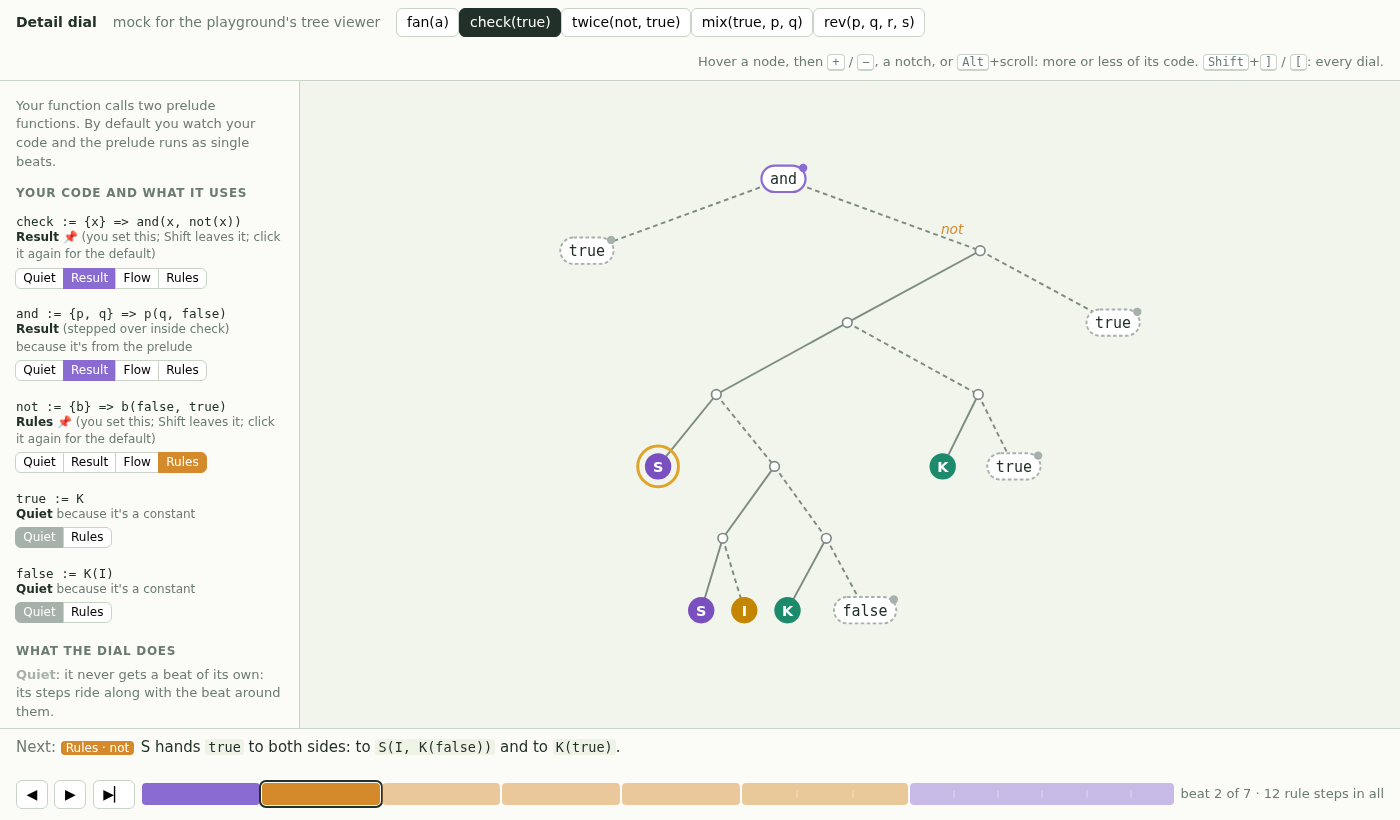 Detail dial mock for the playground's tree viewer fan(a) check(true) twice(not, true) mix(true, p, q) rev(p, q, r, s)
Hover a node, then + / −, a notch, or Alt+scroll: more or less of its code. Shift+] / [: every dial.
Your function calls two prelude
functions. By default you watch your
code and the prelude runs as single
beats.
YOUR CODE AND WHAT IT USES
check := {x} => and(x, not(x))
Result 📌 (you set this; Shift leaves it; click
it again for the default)
Quiet Result Flow Rules
and := {p, q} => p(q, false)
Result (stepped over inside check)
because it's from the prelude
Quiet Result Flow Rules
not := {b} => b(false, true)
Rules 📌 (you set this; Shift leaves it; click
it again for the default)
Quiet Result Flow Rules
true := K
Quiet because it's a constant
Quiet Rules
false := K(I)
Quiet because it's a constant
Quiet Rules
WHAT THE DIAL DOES
Quiet: it never gets a beat of its own:
its steps ride along with the beat around
them.
and
not
true
true
S K true
S I K false
Next: Rules · not S hands true to both sides: to S(I, K(false)) and to K(true).
◀ ▶ ▶▏ beat 2 of 7 · 12 rule steps in all